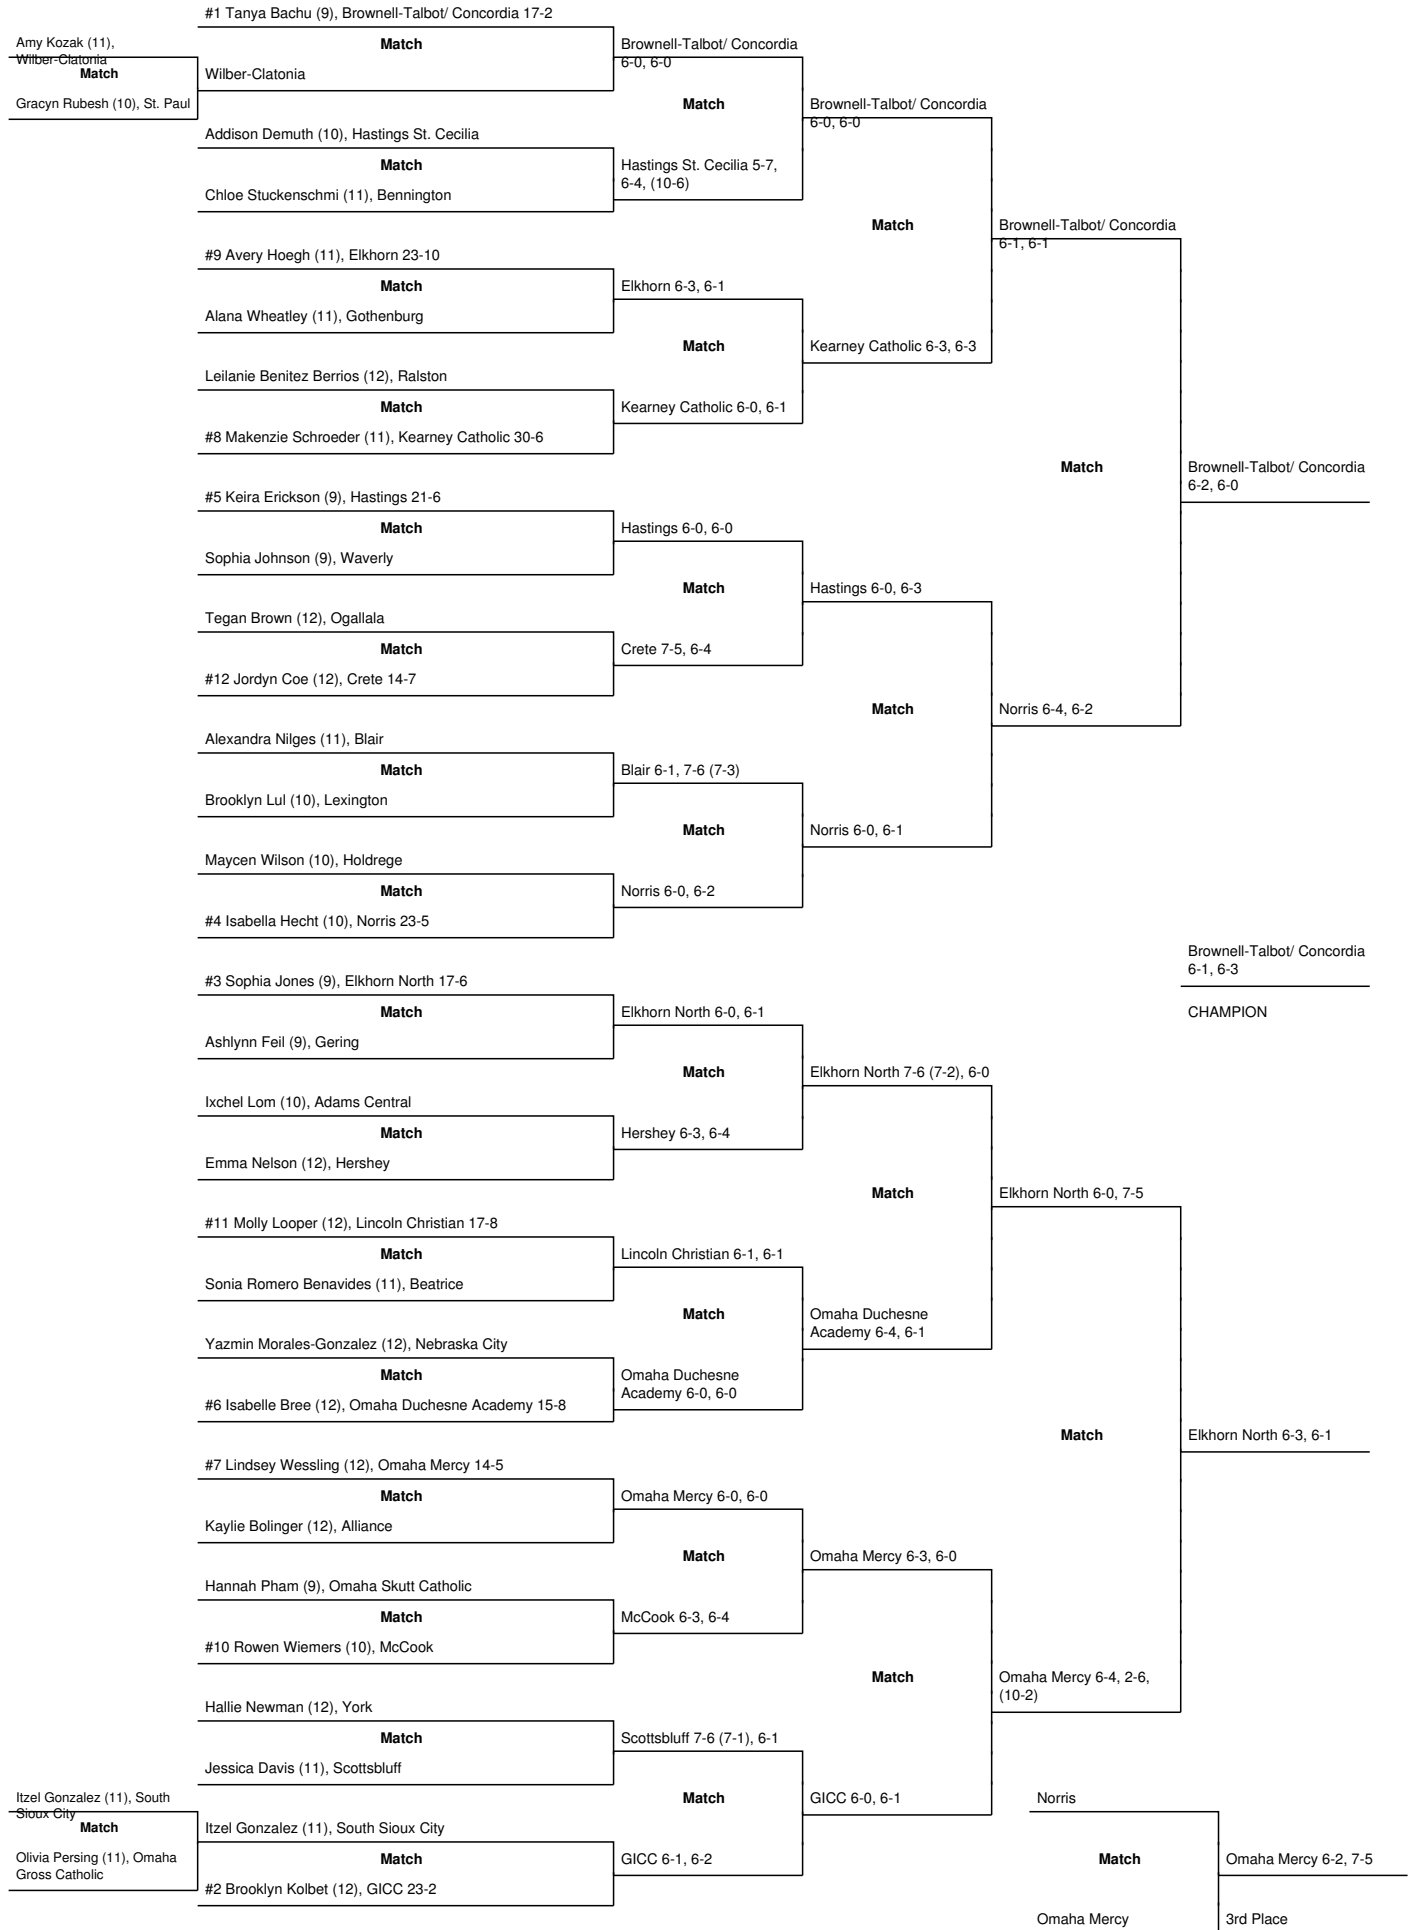 #1 Tanya Bachu (9), Brownell-Talbot/ Concordia 17-2
Amy Kozak (11),
Wilber-Clatonia
Match
Gracyn Rubesh (10), St. Paul
Match
Wilber-Clatonia
Brownell-Talbot/ Concordia
6-0, 6-0
Match
Addison Demuth (10), Hastings St. Cecilia
Match
Chloe Stuckenschmi (11), Bennington
Hastings St. Cecilia 5-7,
6-4, (10-6)
Brownell-Talbot/ Concordia
6-0, 6-0
Match
#9 Avery Hoegh (11), Elkhorn 23-10
Match
Alana Wheatley (11), Gothenburg
Elkhorn 6-3, 6-1
Match
Leilanie Benitez Berrios (12), Ralston
Match
#8 Makenzie Schroeder (11), Kearney Catholic 30-6
Kearney Catholic 6-0, 6-1
Kearney Catholic 6-3, 6-3
Brownell-Talbot/ Concordia
6-1, 6-1
Match
#5 Keira Erickson (9), Hastings 21-6
Match
Sophia Johnson (9), Waverly
Hastings 6-0, 6-0
Match
Tegan Brown (12), Ogallala
Match
#12 Jordyn Coe (12), Crete 14-7
Crete 7-5, 6-4
Hastings 6-0, 6-3
Match
Alexandra Nilges (11), Blair
Match
Brooklyn Lul (10), Lexington
Blair 6-1, 7-6 (7-3)
Match
Maycen Wilson (10), Holdrege
Match
#4 Isabella Hecht (10), Norris 23-5
Norris 6-0, 6-2
Norris 6-0, 6-1
Norris 6-4, 6-2
Brownell-Talbot/ Concordia
6-2, 6-0
Brownell-Talbot/ Concordia
6-1, 6-3
CHAMPION
#3 Sophia Jones (9), Elkhorn North 17-6
Match
Ashlynn Feil (9), Gering
Elkhorn North 6-0, 6-1
Match
Ixchel Lom (10), Adams Central
Match
Emma Nelson (12), Hershey
Hershey 6-3, 6-4
Elkhorn North 7-6 (7-2), 6-0
Match
#11 Molly Looper (12), Lincoln Christian 17-8
Match
Sonia Romero Benavides (11), Beatrice
Lincoln Christian 6-1, 6-1
Match
Yazmin Morales-Gonzalez (12), Nebraska City
Match
#6 Isabelle Bree (12), Omaha Duchesne Academy 15-8
Omaha Duchesne
Academy 6-0, 6-0
Omaha Duchesne
Academy 6-4, 6-1
Elkhorn North 6-0, 7-5
Match
#7 Lindsey Wessling (12), Omaha Mercy 14-5
Match
Kaylie Bolinger (12), Alliance
Omaha Mercy 6-0, 6-0
Match
Hannah Pham (9), Omaha Skutt Catholic
Match
#10 Rowen Wiemers (10), McCook
McCook 6-3, 6-4
Omaha Mercy 6-3, 6-0
Match
Hallie Newman (12), York
Match
Jessica Davis (11), Scottsbluff
Scottsbluff 7-6 (7-1), 6-1
Match
Itzel Gonzalez (11), South
Sioux City
Match
Olivia Persing (11), Omaha
Gross Catholic
Itzel Gonzalez (11), South Sioux City
Match
#2 Brooklyn Kolbet (12), GICC 23-2
GICC 6-1, 6-2
GICC 6-0, 6-1
Omaha Mercy 6-4, 2-6,
(10-2)
Elkhorn North 6-3, 6-1
Norris
Match
Omaha Mercy
Omaha Mercy 6-2, 7-5
3rd Place